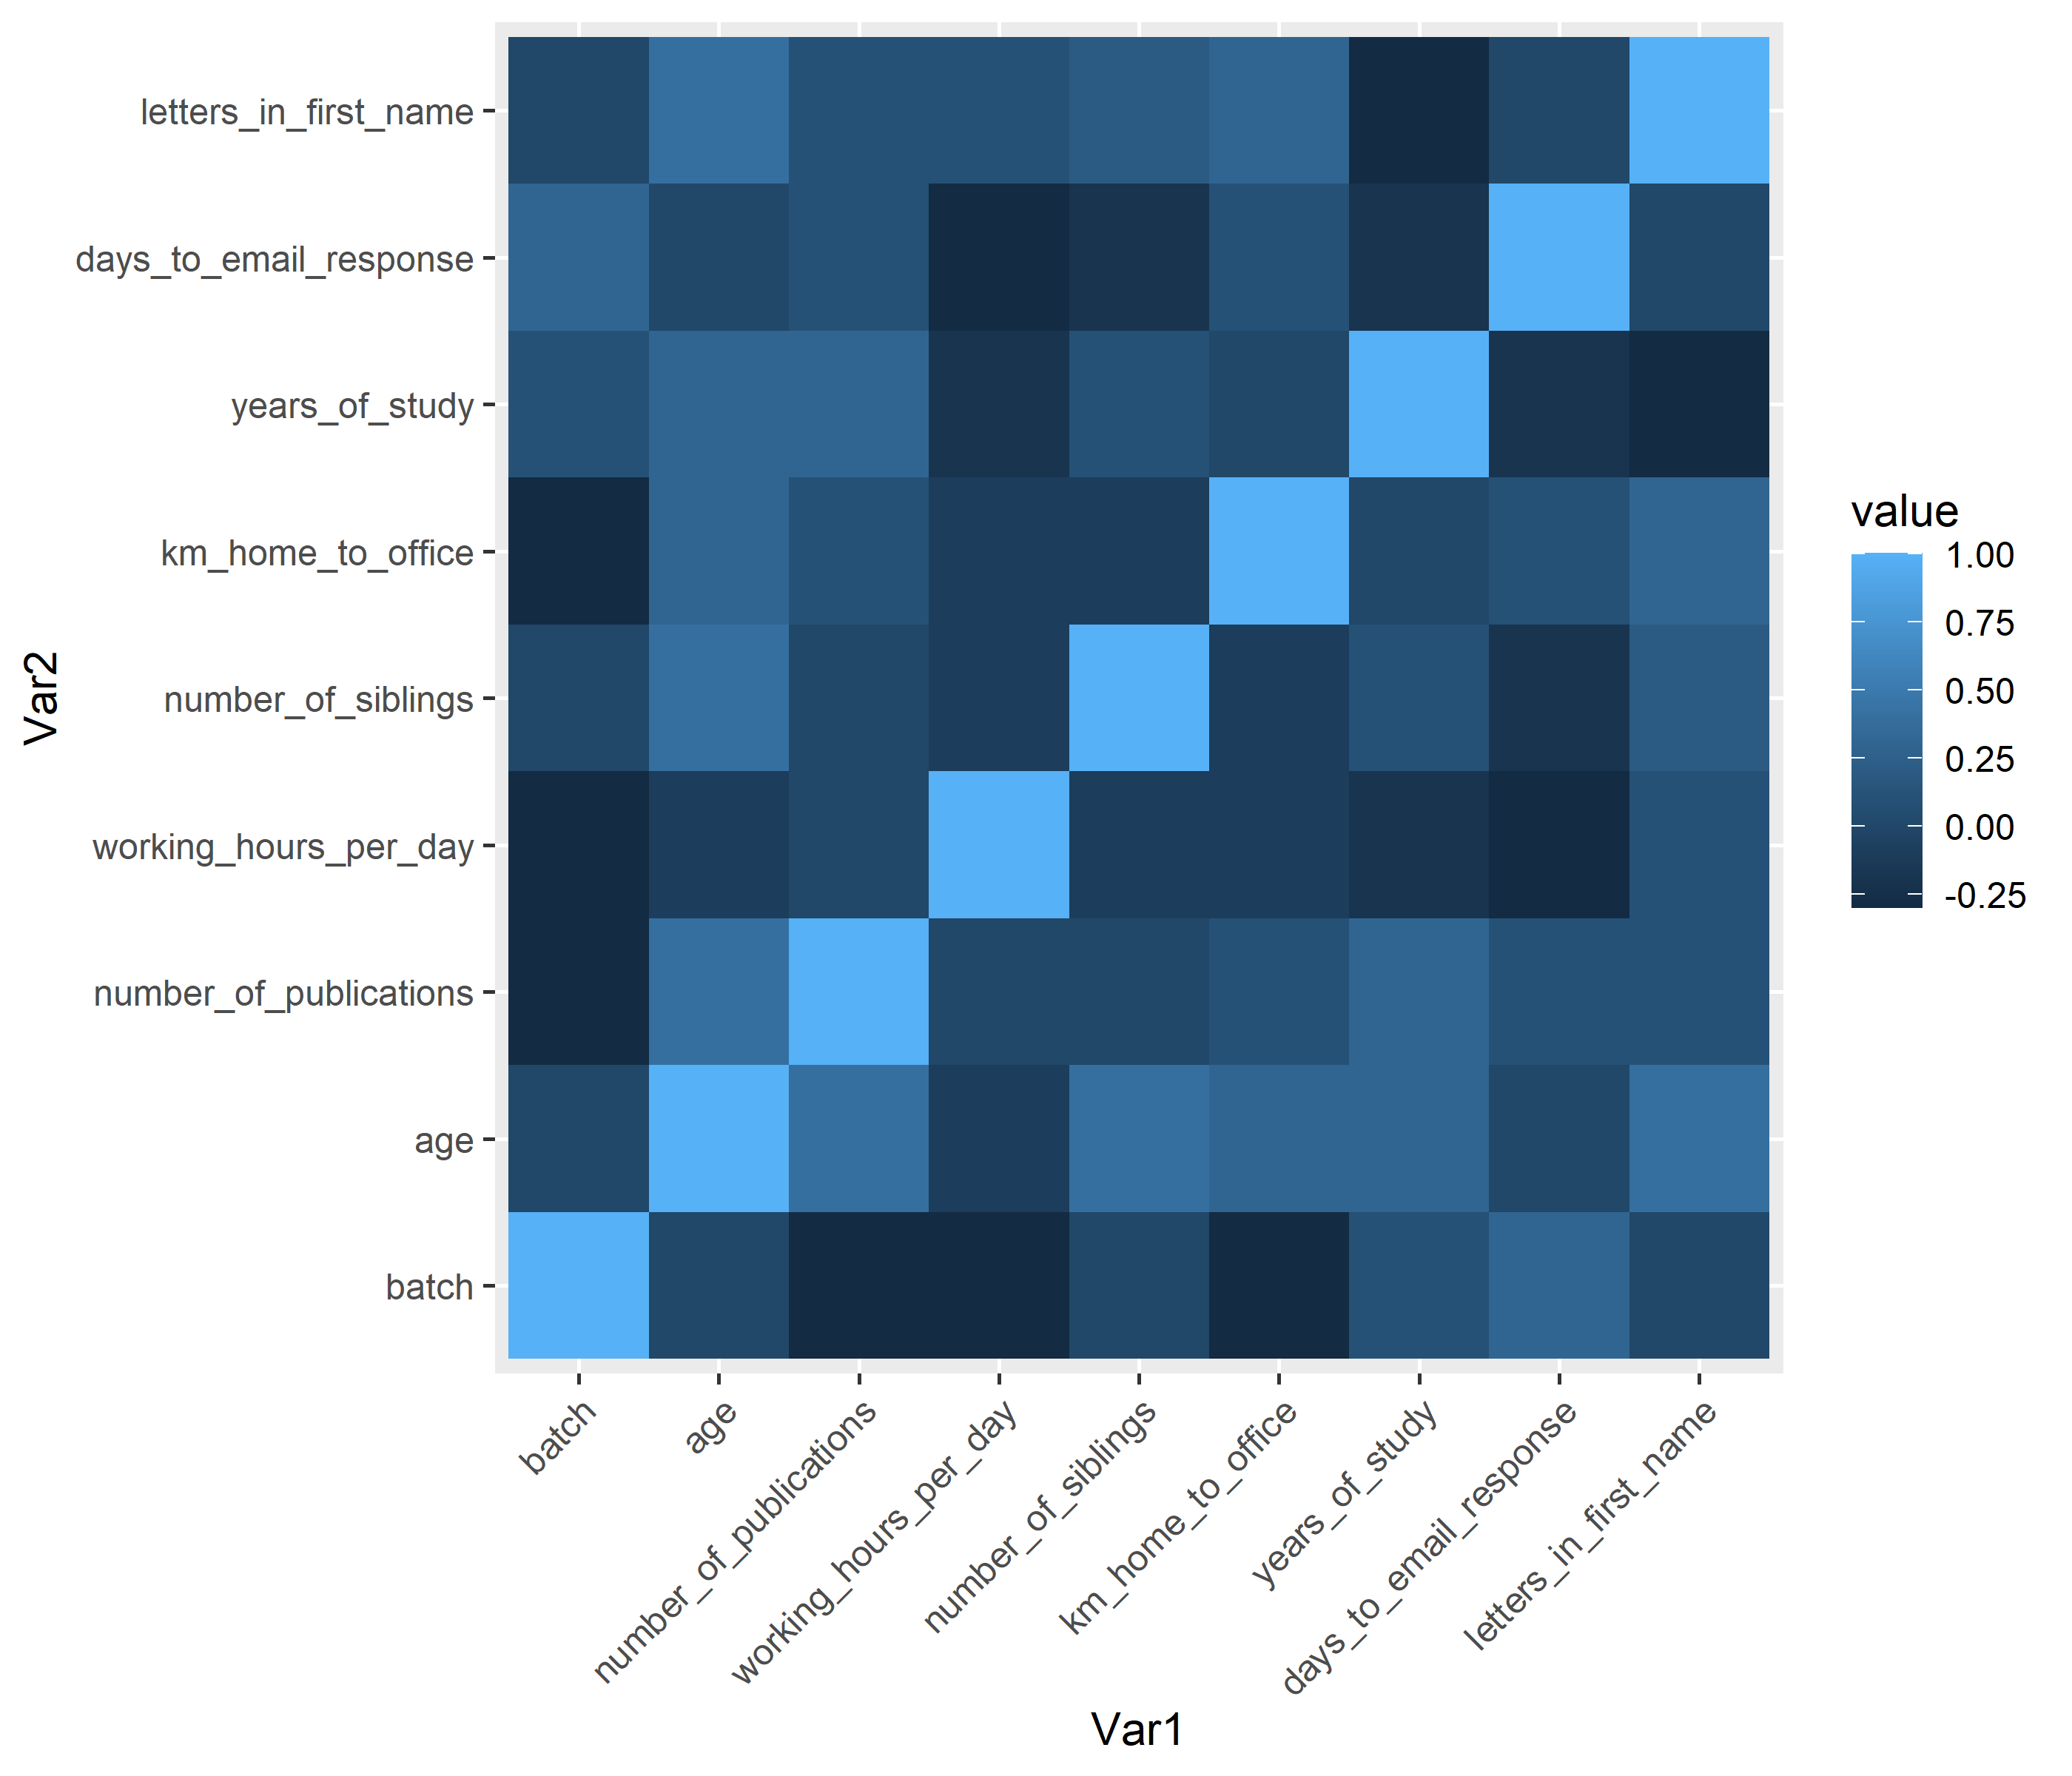 letters_in_first_name
days_to_email_response
years_of_study
km_home_to_office
number_of_siblings
working_hours_per_day
number_of_publications
age
batch
Var2
batch
age
number_of_publications
working_hours_per_day
number_of_siblings
km_home_to_office
years_of_study
days_to_email_response
letters_in_first_name
Var1
value
1.00
0.75
0.50
0.25
0.00
-0.25